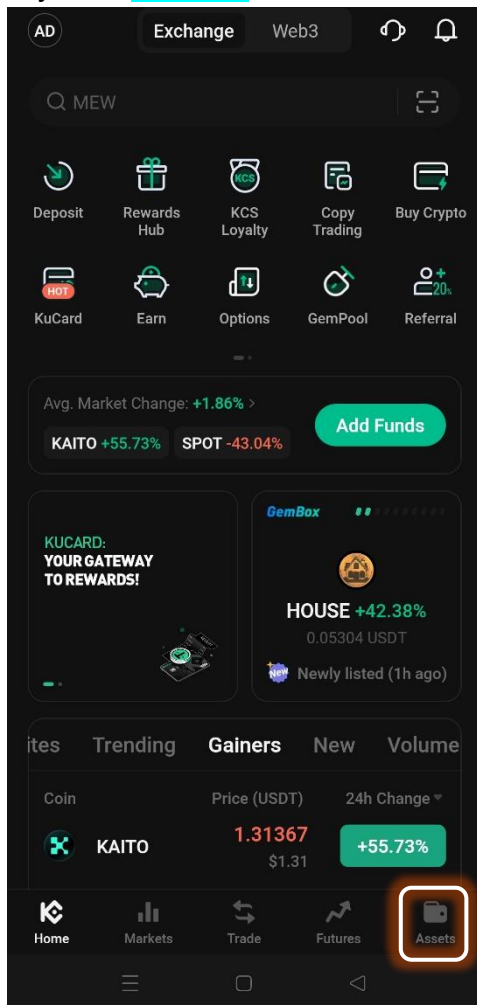 AD Exchange Web3
MEW
Deposit Rewards Hub KCS KCS Loyalty Copy Trading Buy Crypto
HOT 20%
KuCard Earn Options GemPool Referral
Avg. Market Change: +1.86% >
Add Funds
KAITO +55.73% SPOT -43.04%
KUCARD:
YOUR GATEWAY
TO REWARDS!
GemBox
HOUSE +42.38%
0.05304 USDT
New Newly listed (1h ago)
ites Trending Gainers New Volume
Coin Price (USDT) 24h Change
KAITO 1.31367 +55.73%
$1.31
Home Markets Trade Futures Assets